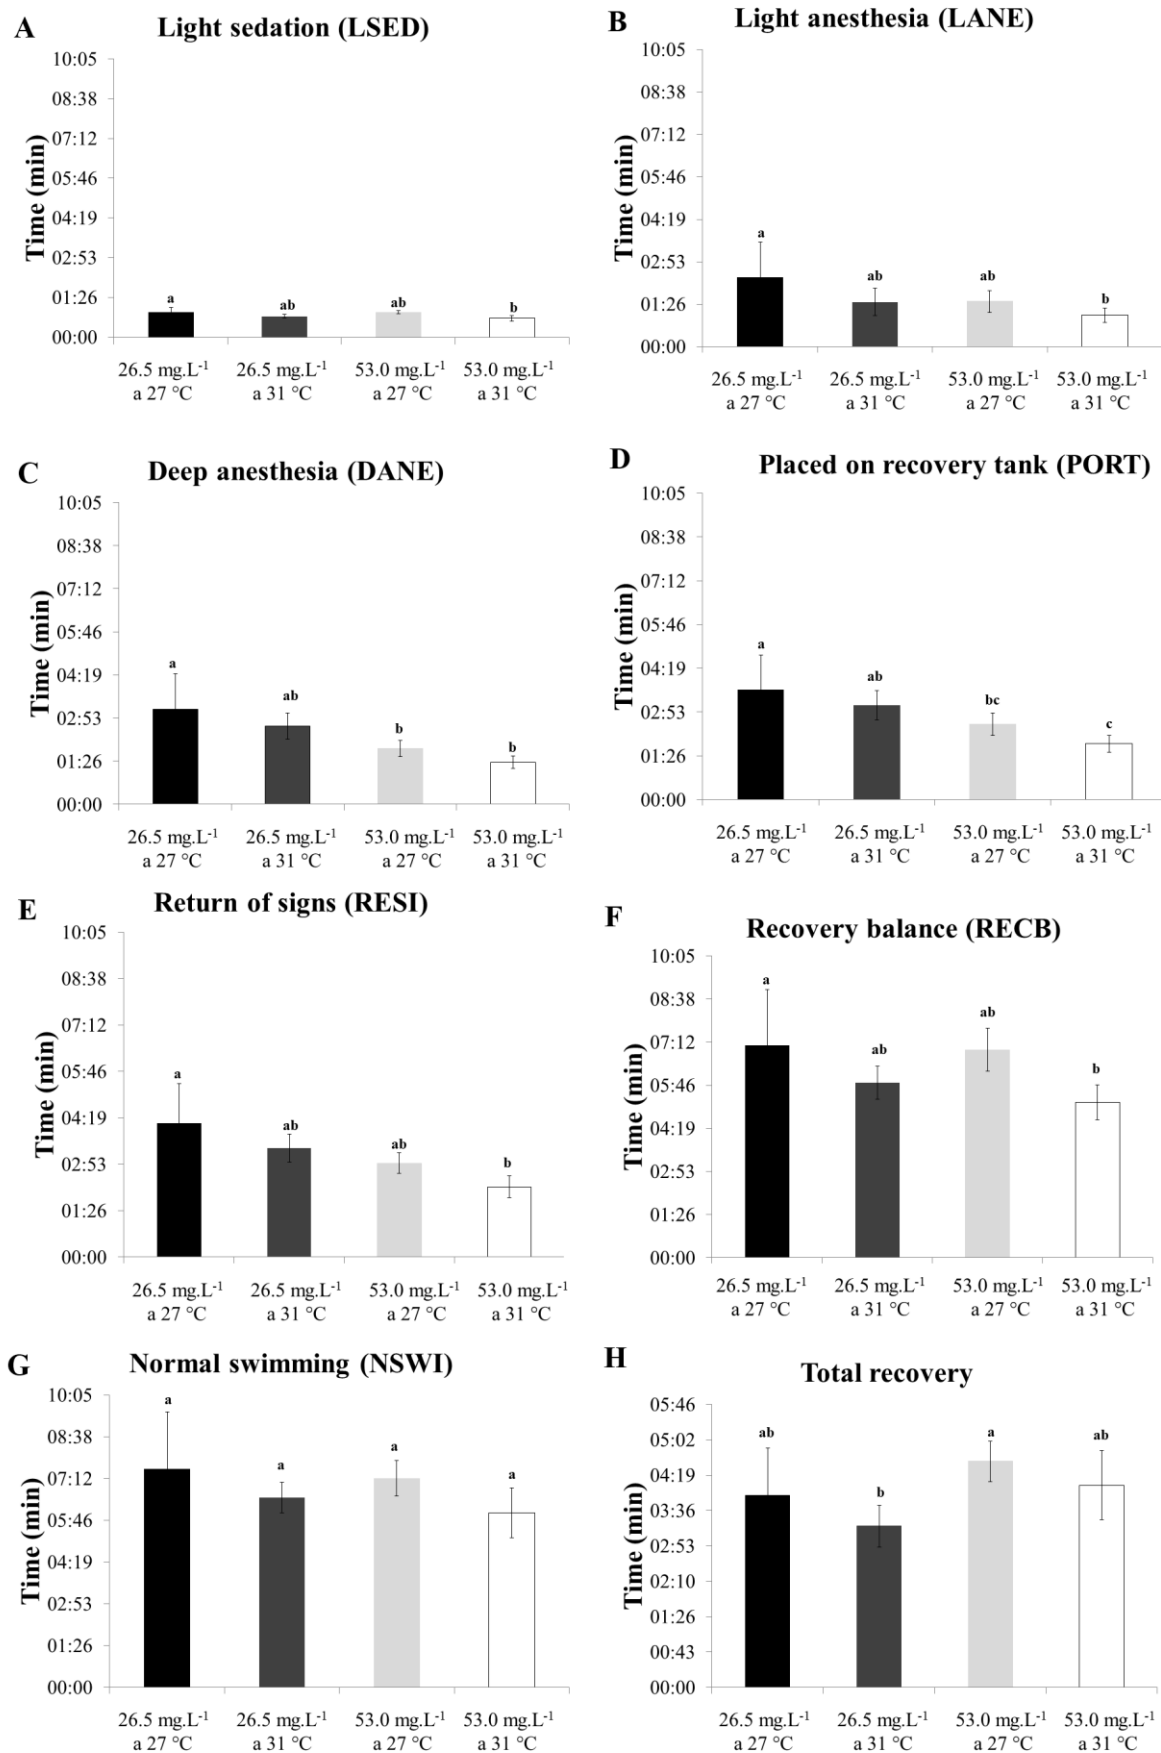 A
Light sedation (LSED)
Time (min)
10:05
08:38
07:12
05:46
04:19
02:53
01:26
00:00
a
ab
ab
b
26.5 mg.L⁻¹ 26.5 mg.L⁻¹ 53.0 mg.L⁻¹ 53.0 mg.L⁻¹
a 27 °C a 31 °C a 27 °C a 31 °C
B
Light anesthesia (LANE)
Time (min)
10:05
08:38
07:12
05:46
04:19
02:53
01:26
00:00
a
ab
ab
b
26.5 mg.L⁻¹ 26.5 mg.L⁻¹ 53.0 mg.L⁻¹ 53.0 mg.L⁻¹
a 27 °C a 31 °C a 27 °C a 31 °C
C
Deep anesthesia (DANE)
Time (min)
10:05
08:38
07:12
05:46
04:19
02:53
01:26
00:00
a
ab
b
b
26.5 mg.L⁻¹ 26.5 mg.L⁻¹ 53.0 mg.L⁻¹ 53.0 mg.L⁻¹
a 27 °C a 31 °C a 27 °C a 31 °C
D
Placed on recovery tank (PORT)
Time (min)
10:05
08:38
07:12
05:46
04:19
02:53
01:26
00:00
a
ab
bc
c
26.5 mg.L⁻¹ 26.5 mg.L⁻¹ 53.0 mg.L⁻¹ 53.0 mg.L⁻¹
a 27 °C a 31 °C a 27 °C a 31 °C
E
Return of signs (RESI)
Time (min)
10:05
08:38
07:12
05:46
04:19
02:53
01:26
00:00
a
ab
ab
b
26.5 mg.L⁻¹ 26.5 mg.L⁻¹ 53.0 mg.L⁻¹ 53.0 mg.L⁻¹
a 27 °C a 31 °C a 27 °C a 31 °C
F
Recovery balance (RECB)
Time (min)
10:05
08:38
07:12
05:46
04:19
02:53
01:26
00:00
a
ab
ab
b
26.5 mg.L⁻¹ 26.5 mg.L⁻¹ 53.0 mg.L⁻¹ 53.0 mg.L⁻¹
a 27 °C a 31 °C a 27 °C a 31 °C
G
Normal swimming (NSWI)
Time (min)
10:05
08:38
07:12
05:46
04:19
02:53
01:26
00:00
a
a
a
a
26.5 mg.L⁻¹ 26.5 mg.L⁻¹ 53.0 mg.L⁻¹ 53.0 mg.L⁻¹
a 27 °C a 31 °C a 27 °C a 31 °C
H
Total recovery
Time (min)
05:46
05:02
04:19
03:36
02:53
02:10
01:26
00:43
00:00
ab
b
a
ab
26.5 mg.L⁻¹ 26.5 mg.L⁻¹ 53.0 mg.L⁻¹ 53.0 mg.L⁻¹
a 27 °C a 31 °C a 27 °C a 31 °C